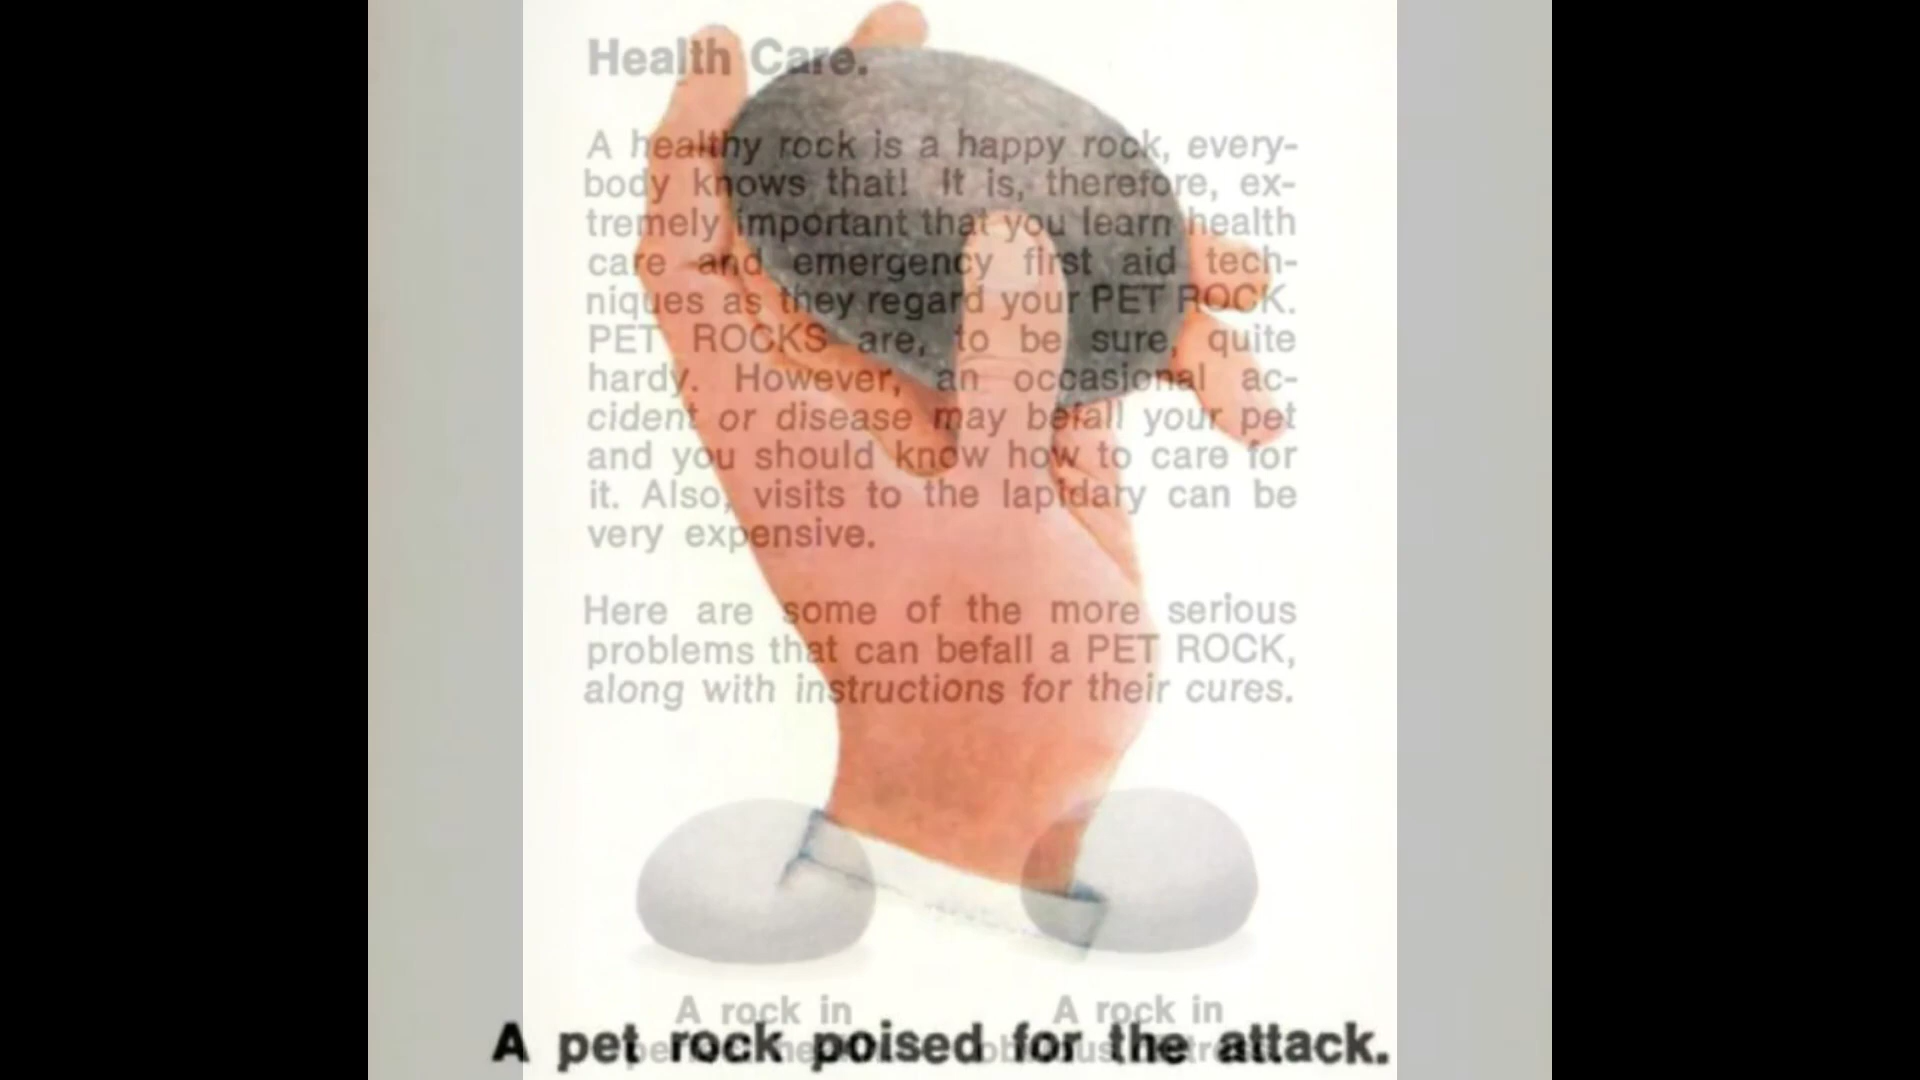 Health Care.
A healthy rock is a happy rock, every-
body knows that! It is, therefore, ex-
tremely important that you learn health
care and emergency first aid tech-
niques as they regard your PET ROCK.
PET ROCKS are, to be sure, quite
hardy. However, an occasional ac-
cident or disease may befall your pet
and you should know how to care for
it. Also, visits to the lapidary can be
very expensive.
Here are some of the more serious
problems that can befall a PET ROCK,
along with instructions for their cures.
A rock in
A rock in
A pet rock poised for the attack.